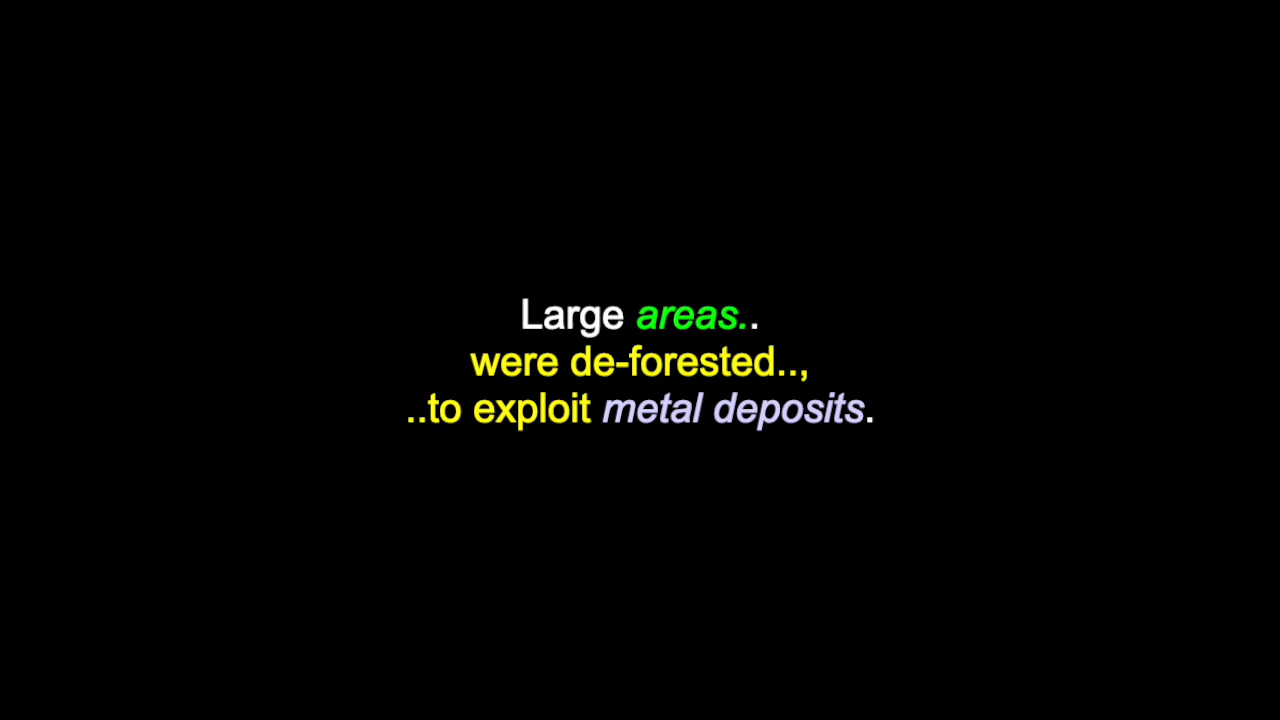 Large areas..
were de-forested..,
..to exploit metal deposits.